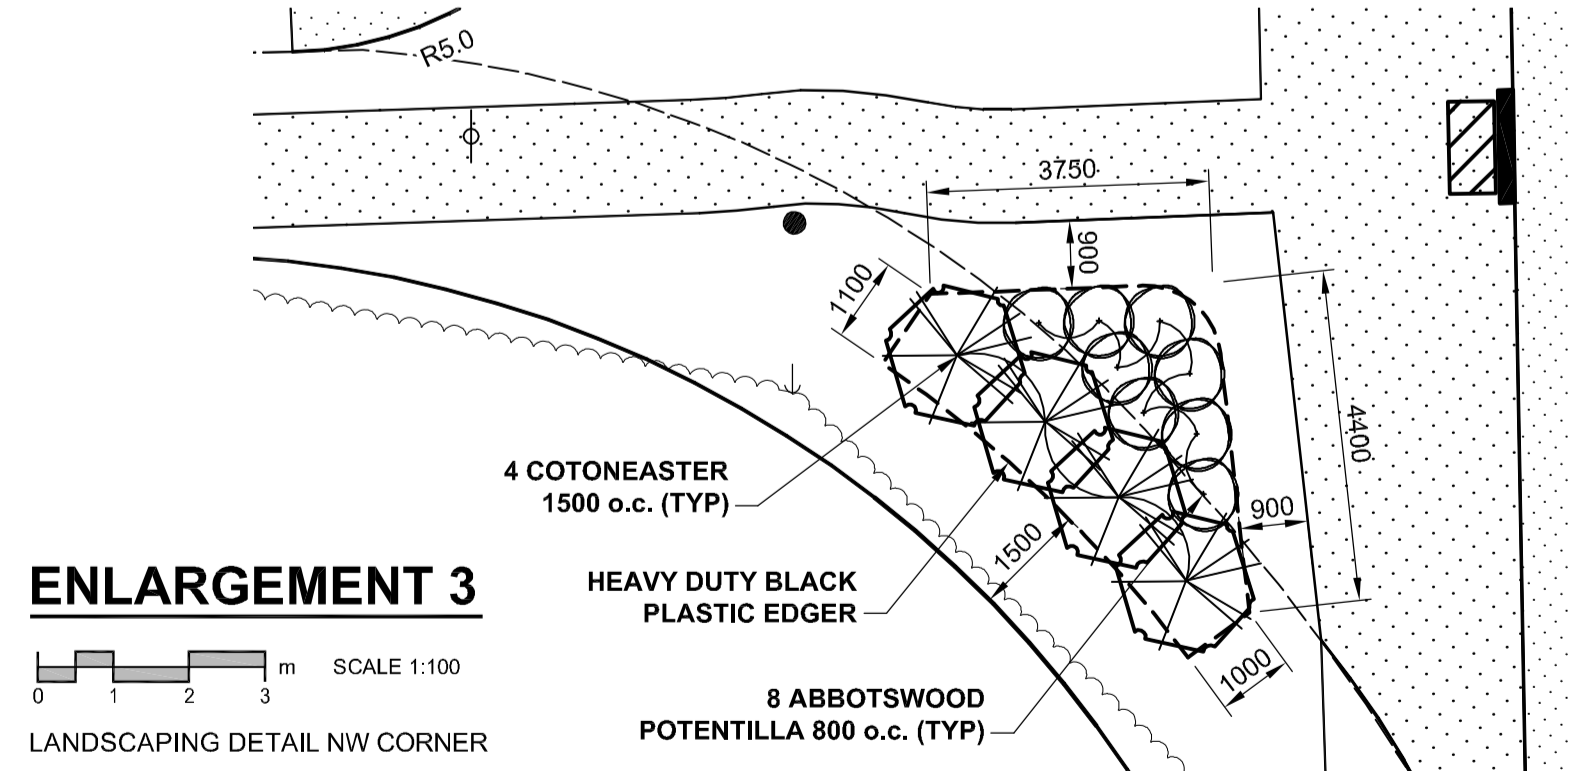 R5.0
3750
900
1100
4400
4 COTONEASTER
1500 o.c. (TYP)
900
1500
HEAVY DUTY BLACK
PLASTIC EDGER
ENLARGEMENT 3
m SCALE 1:100
0 1 2 3
1000
8 ABBOTSWOOD
POTENTILLA 800 o.c. (TYP)
LANDSCAPING DETAIL NW CORNER